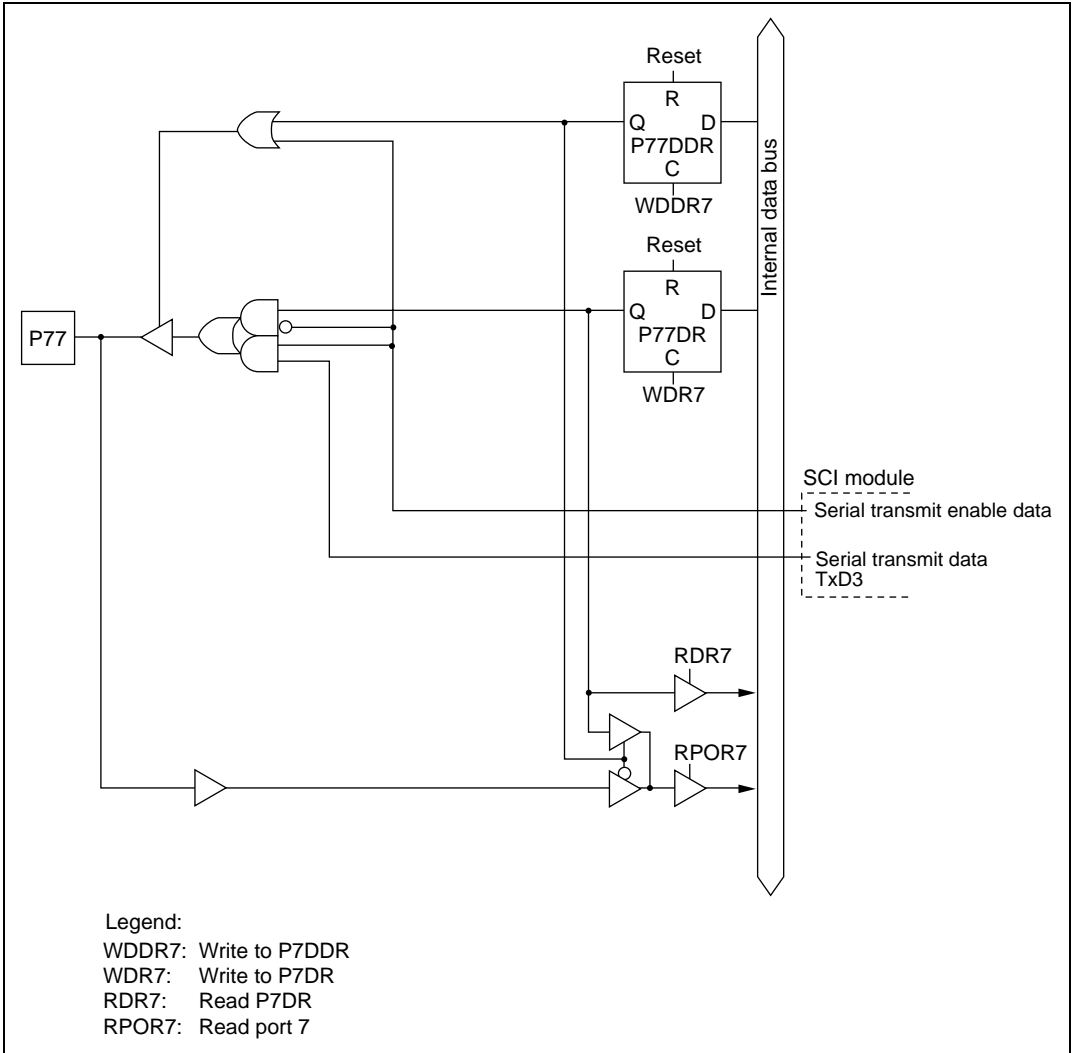 Reset
R
Q D
P77DDR
C
WDDR7
Internal data bus
Reset
R
Q D
P77DR
C
WDR7
P77
SCI module
Serial transmit enable data
Serial transmit data
TxD3
RDR7
RPOR7
Legend:
WDDR7: Write to P7DDR
WDR7: Write to P7DR
RDR7: Read P7DR
RPOR7: Read port 7